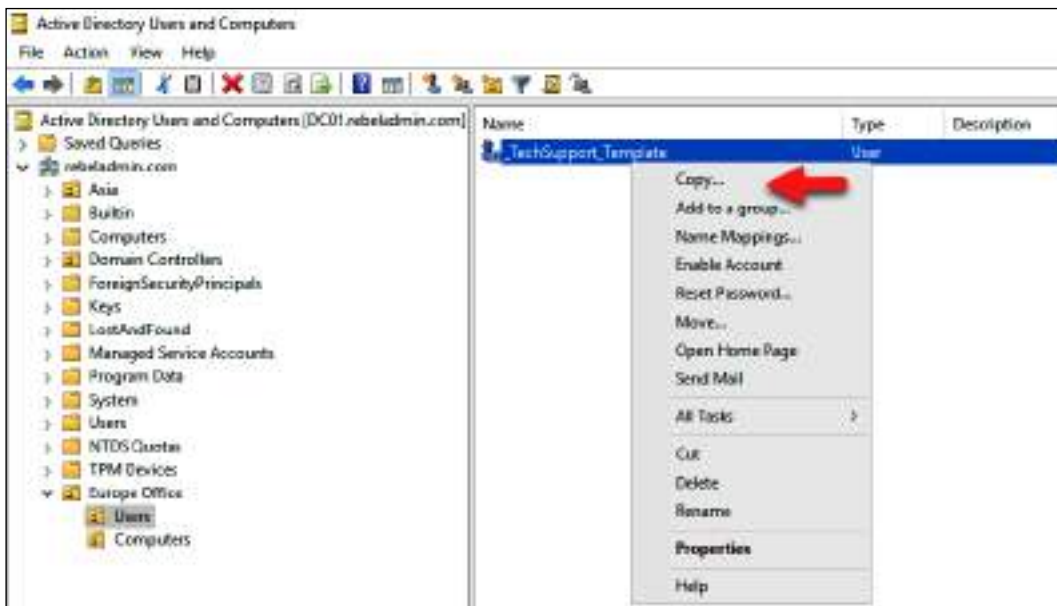 Active Directory Users and Computers
File Action View Help
Active Directory Users and Computers [DC01.rebeladmin.com]
Saved Queries
rebeladmin.com
Asia
Builtin
Computers
Domain Controllers
ForeignSecurityPrincipals
Keys
LostAndFound
Managed Service Accounts
Program Data
System
Users
NTDS Quotas
TPM Devices
Europe Office
Users
Computers
Name Type Description
_TechSupport_Template User
Copy...
Add to a group...
Name Mappings...
Enable Account
Reset Password...
Move...
Open Home Page
Send Mail
All Tasks
Cut
Delete
Rename
Properties
Help